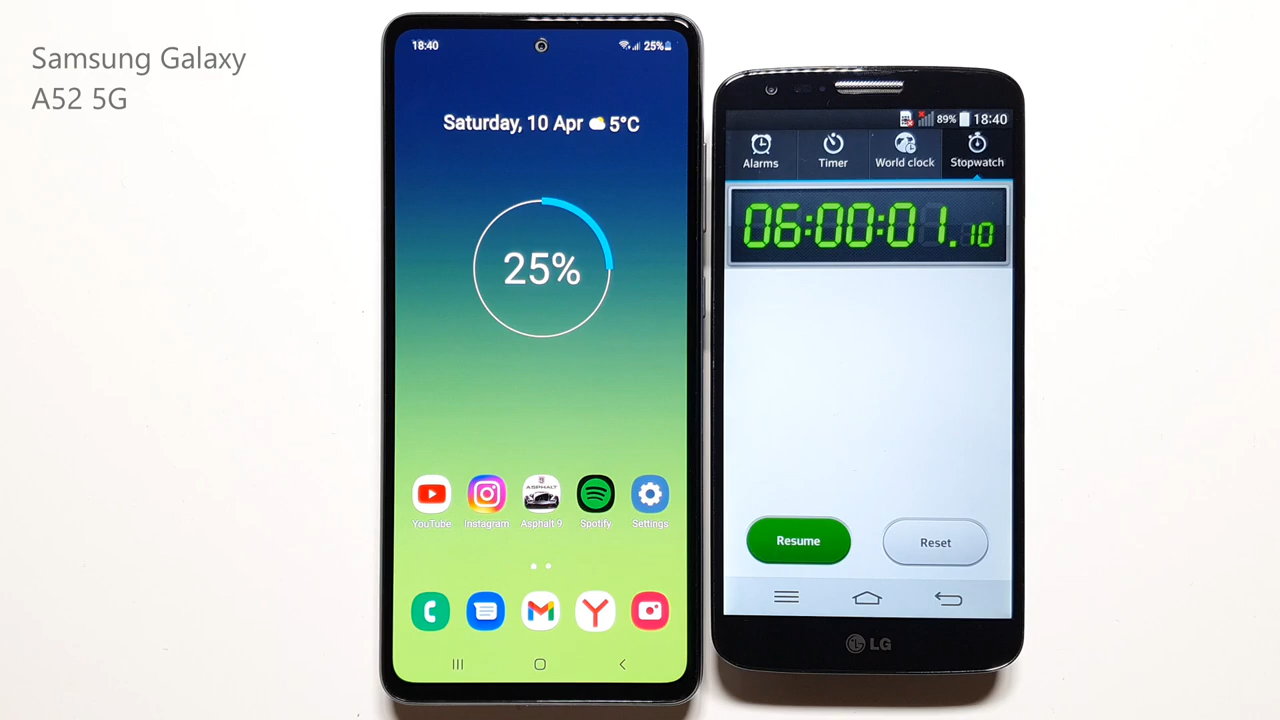 Samsung Galaxy
A52 5G
18:40
25%
Saturday, 10 Apr 5°C
25%
YouTube
Instagram
ASPHALT
Asphalt 9
Spotify
Settings
89% 18:40
Alarms
Timer
World clock
Stopwatch
06:00:01.10
Resume
Reset
LG